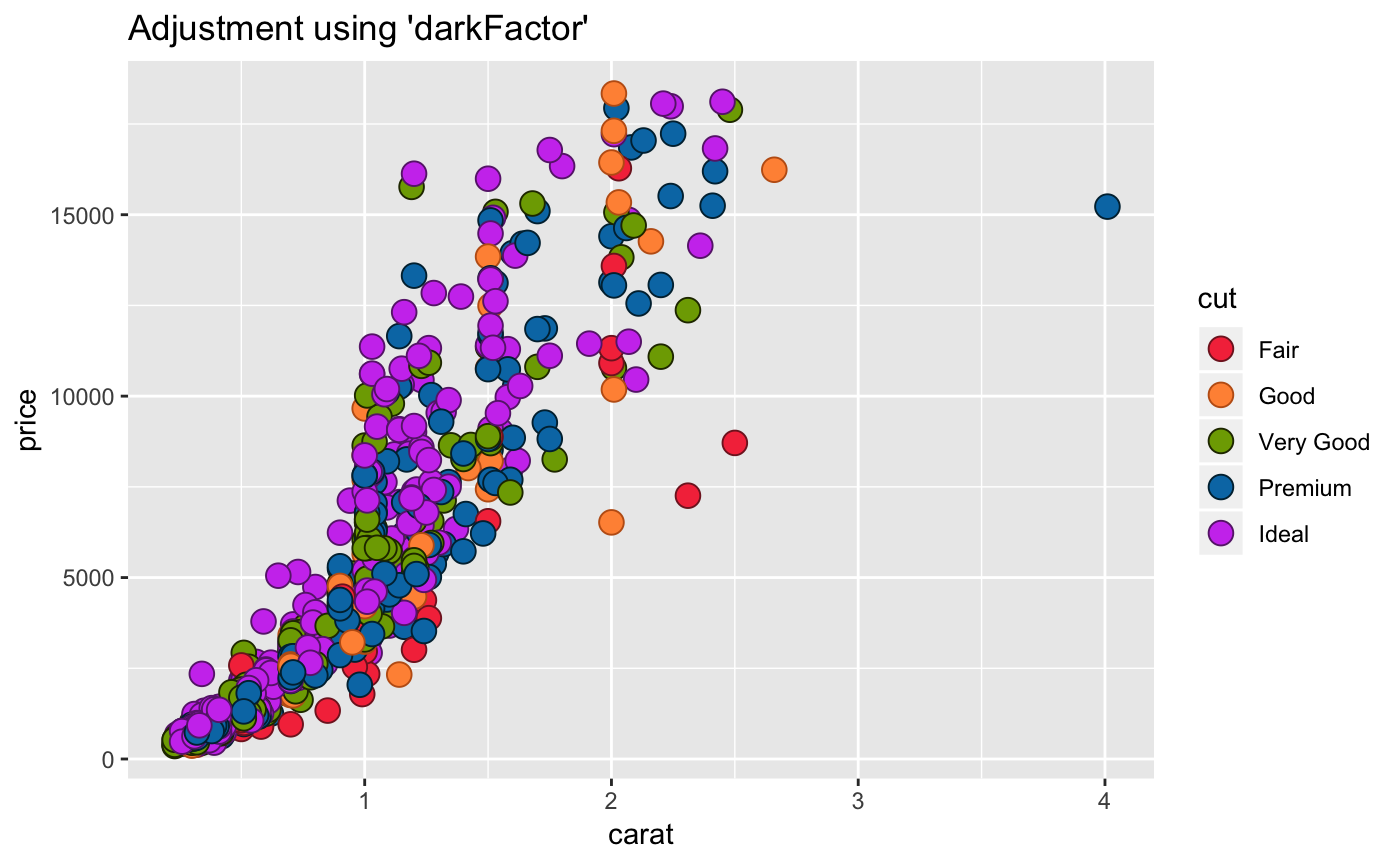 Adjustment using 'darkFactor'
price
15000
10000
5000
0
1
2
3
4
carat
cut
Fair
Good
Very Good
Premium
Ideal